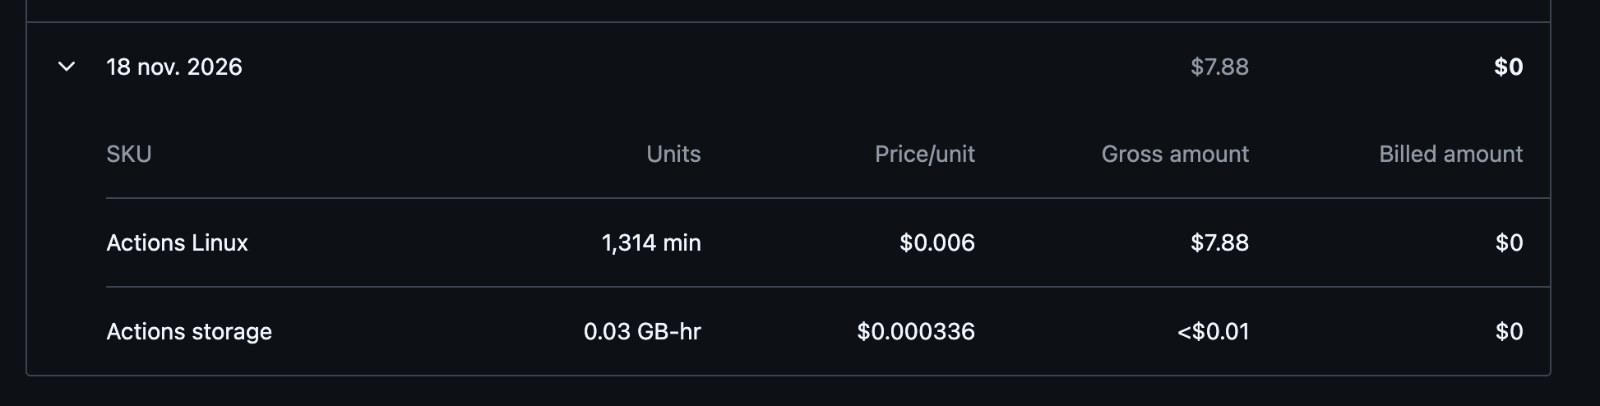 18 nov. 2026 $7.88 $0
SKU Units Price/unit Gross amount Billed amount
Actions Linux 1,314 min $0.006 $7.88 $0
Actions storage 0.03 GB-hr $0.000336 <$0.01 $0